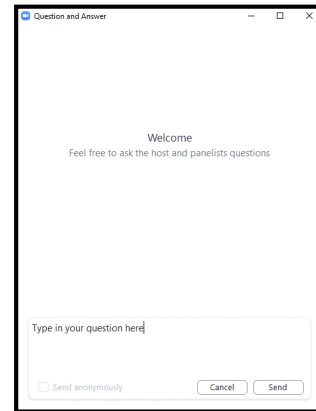 Question and Answer
Welcome
Feel free to ask the host and panelists questions
Type in your question here
Send anonymously
Cancel
Send